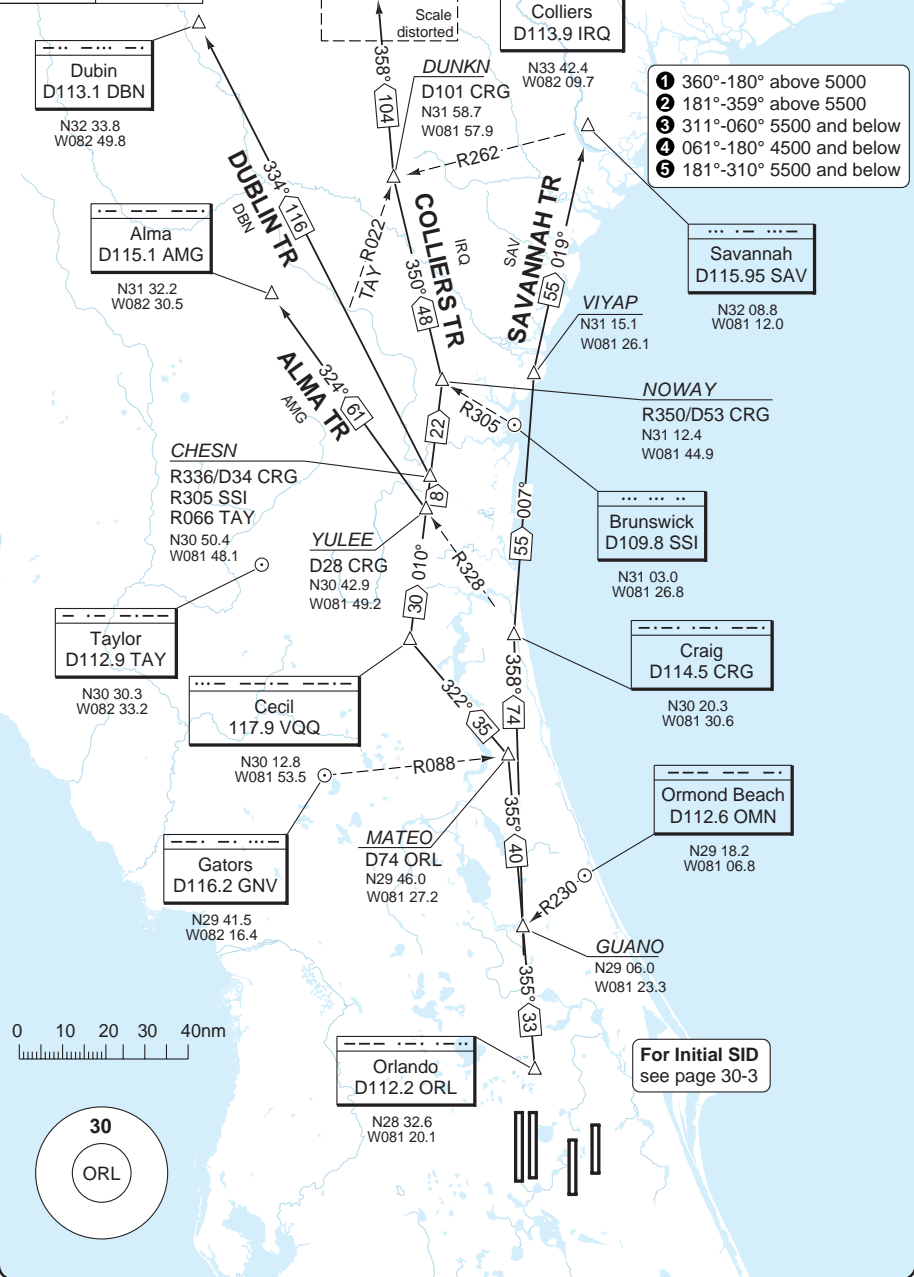 Scale
distorted
Colliers
D113.9 IRQ
N33 42.4
W082 09.7
Dubin
D113.1 DBN
N32 33.8
W082 49.8
358°
104
DUNKN
D101 CRG
N31 58.7
W081 57.9
❶ 360°-180° above 5000
❷ 181°-359° above 5500
❸ 311°-060° 5500 and below
❹ 061°-180° 4500 and below
❺ 181°-310° 5500 and below
R262
334°
116
DUBLIN TR
DBN
TAY R022
COLLIERS TR
IRQ
350°
48
SAVANNAH TR
SAV
55
019°
Alma
D115.1 AMG
N31 32.2
W082 30.5
Savannah
D115.95 SAV
N32 08.8
W081 12.0
VIYAP
N31 15.1
W081 26.1
324°
61
ALMA TR
AMG
NOWAY
R350/D53 CRG
N31 12.4
W081 44.9
R305
22
8
CHESN
R336/D34 CRG
R305 SSI
R066 TAY
N30 50.4
W081 48.1
Brunswick
D109.8 SSI
N31 03.0
W081 26.8
YULEE
D28 CRG
N30 42.9
W081 49.2
R328
55
007°
30
010°
Taylor
D112.9 TAY
N30 30.3
W082 33.2
Craig
D114.5 CRG
N30 20.3
W081 30.6
Cecil
117.9 VQQ
N30 12.8
W081 53.5
322°
35
358°
74
R088
Ormond Beach
D112.6 OMN
N29 18.2
W081 06.8
MATEO
D74 ORL
N29 46.0
W081 27.2
355°
40
Gators
D116.2 GNV
N29 41.5
W082 16.4
R230
GUANO
N29 06.0
W081 23.3
355°
33
0 10 20 30 40nm
Orlando
D112.2 ORL
N28 32.6
W081 20.1
For Initial SID
see page 30-3
30
ORL